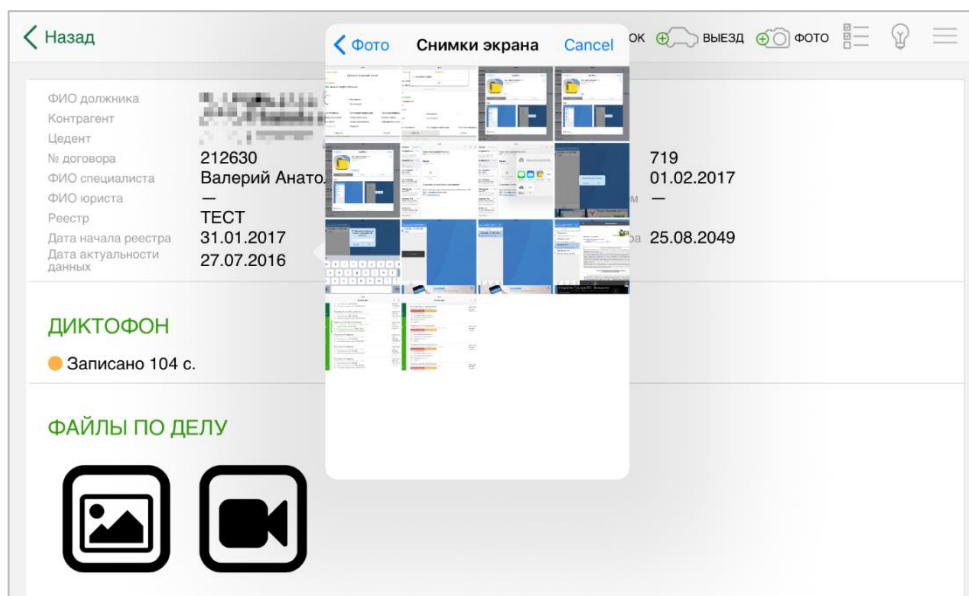 Назад
ОК
ВЫЕЗД
ФОТО
Фото
Снимки экрана
Cancel
ФИО должника
Контрагент
Цедент
№ договора 212630 719
ФИО специалиста Валерий Анато 01.02.2017
ФИО юриста — м —
Реестр ТЕСТ
Дата начала реестра 31.01.2017 ра 25.08.2049
Дата актуальности
данных 27.07.2016
ДИКТОФОН
Записано 104 с.
ФАЙЛЫ ПО ДЕЛУ